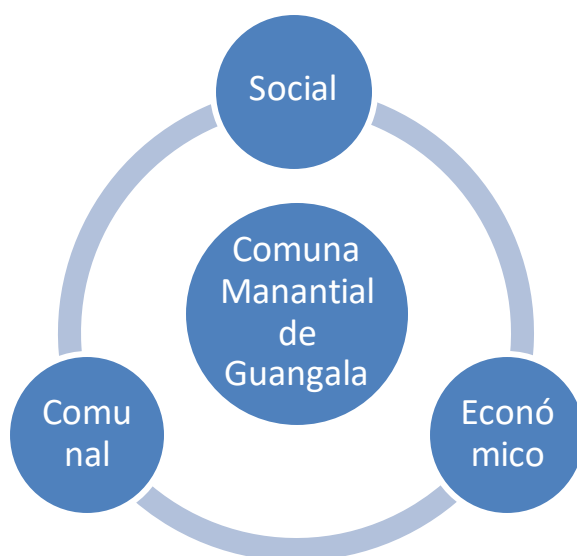 Social
Comuna
Manantial
de
Guangala
Comu
nal
Econó
mico